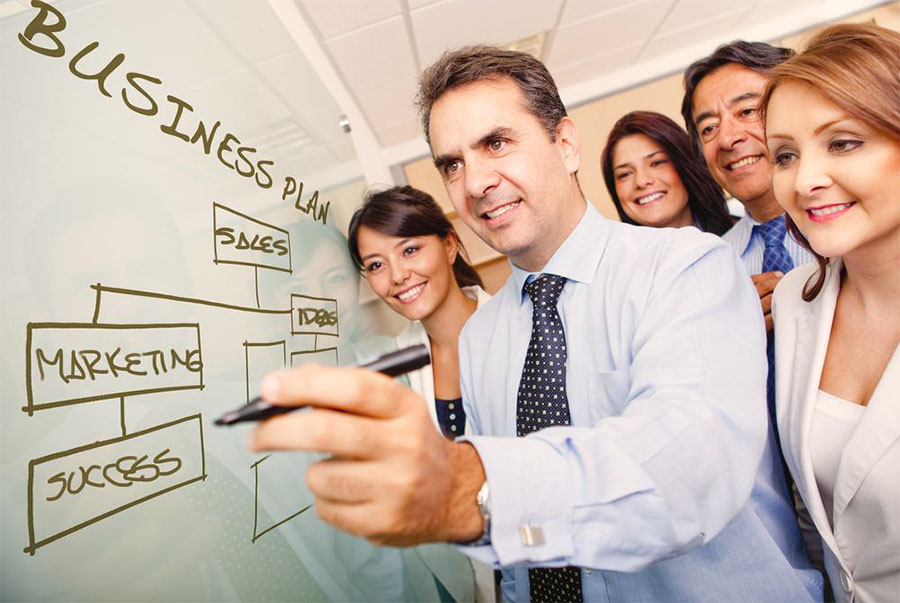 BUSINESS PLAN
SALES
IDEAS
MARKETING
SUCCESS